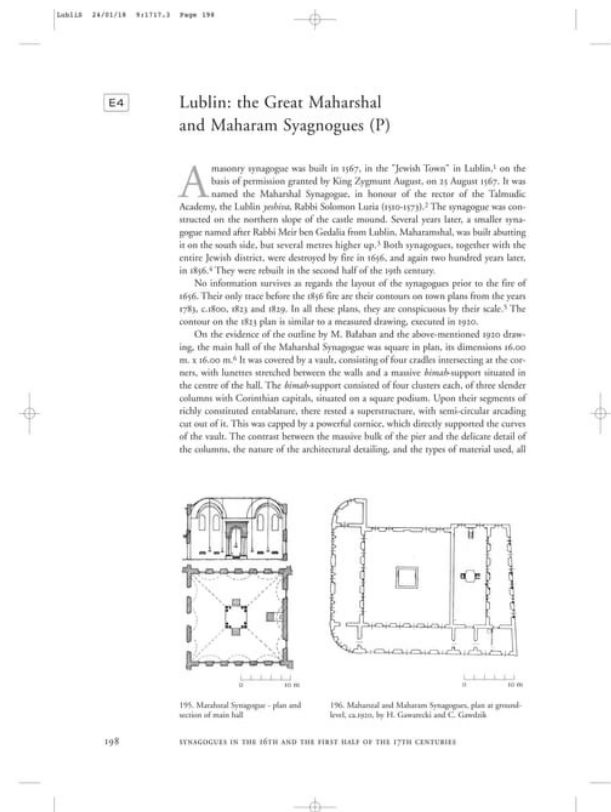 LubliS 24/01/18 9:1717.3 Page 198
E4
Lublin: the Great Maharshal
and Maharam Syagnogues (P)
A masonry synagogue was built in 1567, in the "Jewish Town" in Lublin,1 on the
basis of permission granted by King Zygmunt August, on 25 August 1567. It was
named the Maharshal Synagogue, in honour of the rector of the Talmudic
Academy, the Lublin yeshiva, Rabbi Solomon Luria (1510-1573).2 The synagogue was con-
structed on the northern slope of the castle mound. Several years later, a smaller syna-
gogue named after Rabbi Meir ben Gedalia from Lublin, Maharamshal, was built abutting
it on the south side, but several metres higher up.3 Both synagogues, together with the
entire Jewish district, were destroyed by fire in 1656, and again two hundred years later,
in 1856.4 They were rebuilt in the second half of the 19th century.
No information survives as regards the layout of the synagogues prior to the fire of
1656. Their only trace before the 1856 fire are their contours on town plans from the years
1783, c.1800, 1823 and 1829. In all these plans, they are conspicuous by their scale.5 The
contour on the 1823 plan is similar to a measured drawing, executed in 1920.
On the evidence of the outline by M. Bałaban and the above-mentioned 1920 draw-
ing, the main hall of the Maharshal Synagogue was square in plan, its dimensions 16.00
m. x 16.00 m.6 It was covered by a vault, consisting of four cradles intersecting at the cor-
ners, with lunettes stretched between the walls and a massive bimah-support situated in
the centre of the hall. The bimah-support consisted of four clusters each, of three slender
columns with Corinthian capitals, situated on a square podium. Upon their segments of
richly constituted entablature, there rested a superstructure, with semi-circular arcading
cut out of it. This was capped by a powerful cornice, which directly supported the curves
of the vault. The contrast between the massive bulk of the pier and the delicate detail of
the columns, the nature of the architectural detailing, and the types of material used, all
0 10 m
0 10 m
195. Marahszal Synagogue - plan and
section of main hall
196. Maharszal and Maharam Synagogues, plan at ground-
level, ca.1920, by H. Gawarecki and C. Gawdzik
198 SYNAGOGUES IN THE 16TH AND THE FIRST HALF OF THE 17TH CENTURIES